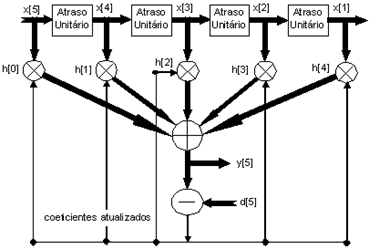 x[5] Atraso Unitário x[4] Atraso Unitário x[3] Atraso Unitário x[2] Atraso Unitário x[1]
h[0] h[1] h[2] h[3] h[4]
y[5]
d[5]
coeficientes atualizados